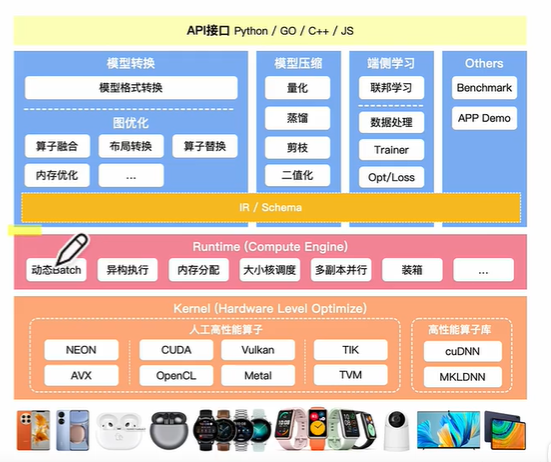 API接口 Python / GO / C++ / JS
模型转换
模型格式转换
图优化
算子融合 布局转换 算子替换
内存优化 ...
模型压缩
量化
蒸馏
剪枝
二值化
端侧学习
联邦学习
数据处理
Trainer
Opt/Loss
Others
Benchmark
APP Demo
IR / Schema
Runtime (Compute Engine)
动态Batch 异构执行 内存分配 大小核调度 多副本并行 装箱 ...
Kernel (Hardware Level Optimize)
人工高性能算子
NEON CUDA Vulkan TIK
AVX OpenCL Metal TVM
高性能算子库
cuDNN
MKLDNN